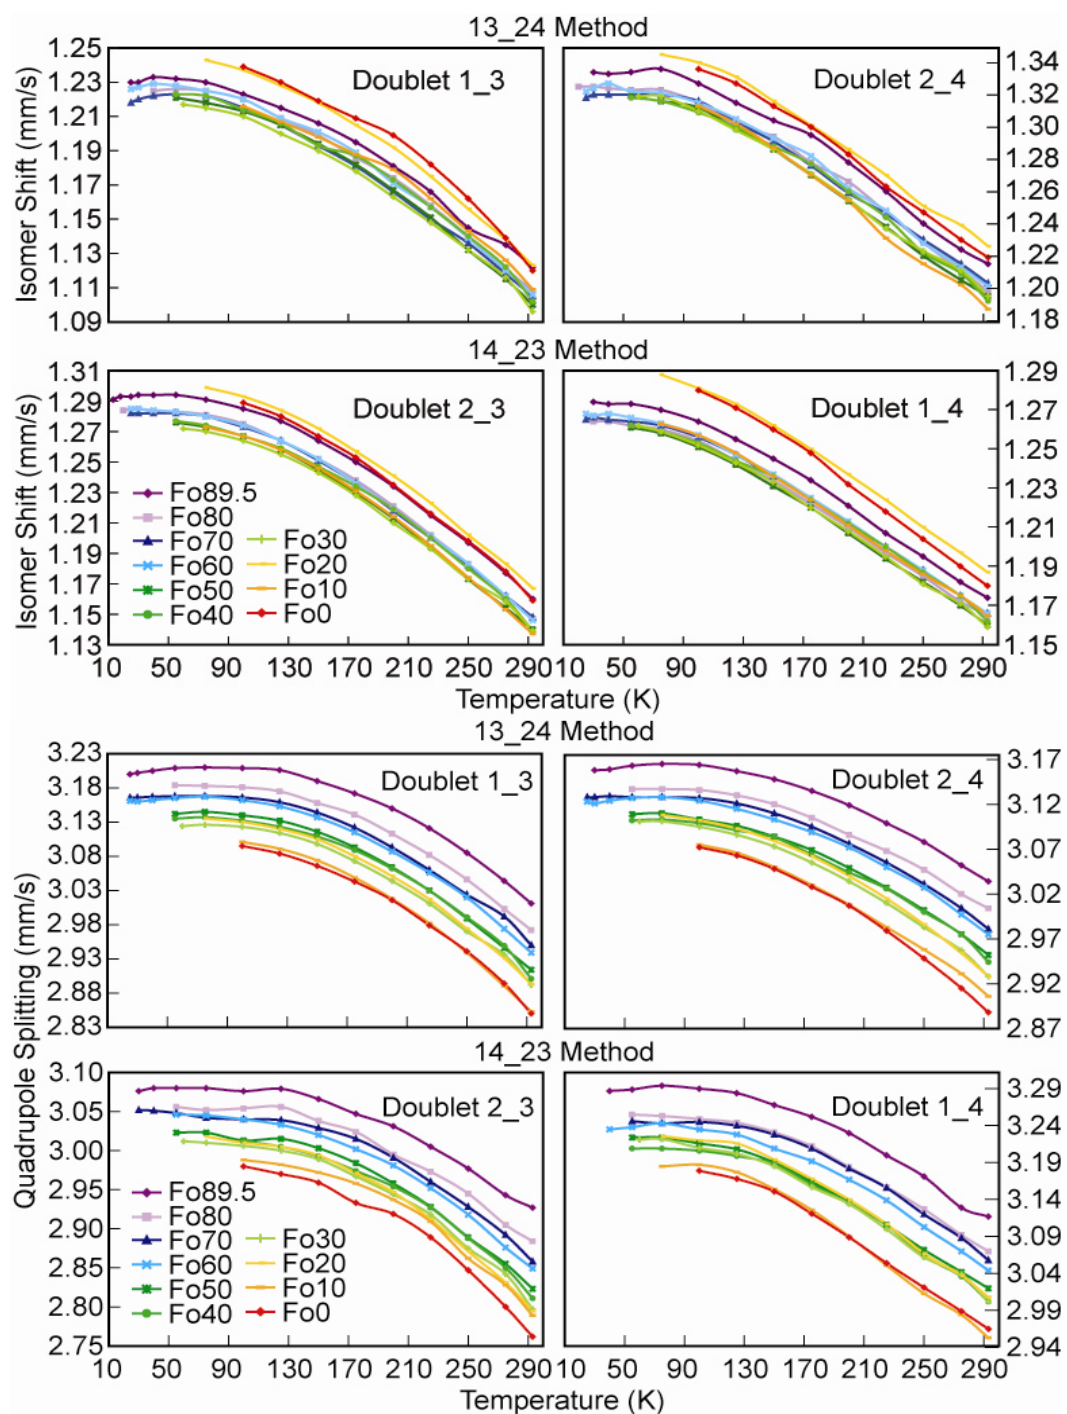 13_24 Method
Doublet 1_3
Doublet 2_4
1.25
1.23
1.21
1.19
1.17
1.15
1.13
1.11
1.09
Isomer Shift (mm/s)
1.34
1.32
1.30
1.28
1.26
1.24
1.22
1.20
1.18
14_23 Method
Doublet 2_3
Doublet 1_4
1.31
1.29
1.27
1.25
1.23
1.21
1.19
1.17
1.15
1.13
Isomer Shift (mm/s)
Fo89.5
Fo80
Fo70
Fo60
Fo50
Fo40
Fo30
Fo20
Fo10
Fo0
1.29
1.27
1.25
1.23
1.21
1.19
1.17
1.15
10 50 90 130 170 210 250 290
10 50 90 130 170 210 250 290
Temperature (K)
13_24 Method
Doublet 1_3
Doublet 2_4
3.23
3.18
3.13
3.08
3.03
2.98
2.93
2.88
2.83
3.17
3.12
3.07
3.02
2.97
2.92
2.87
Quadrupole Splitting (mm/s)
14_23 Method
Doublet 2_3
Doublet 1_4
3.10
3.05
3.00
2.95
2.90
2.85
2.80
2.75
Fo89.5
Fo80
Fo70
Fo60
Fo50
Fo40
Fo30
Fo20
Fo10
Fo0
3.29
3.24
3.19
3.14
3.09
3.04
2.99
2.94
10 50 90 130 170 210 250 290
10 50 90 130 170 210 250 290
Temperature (K)